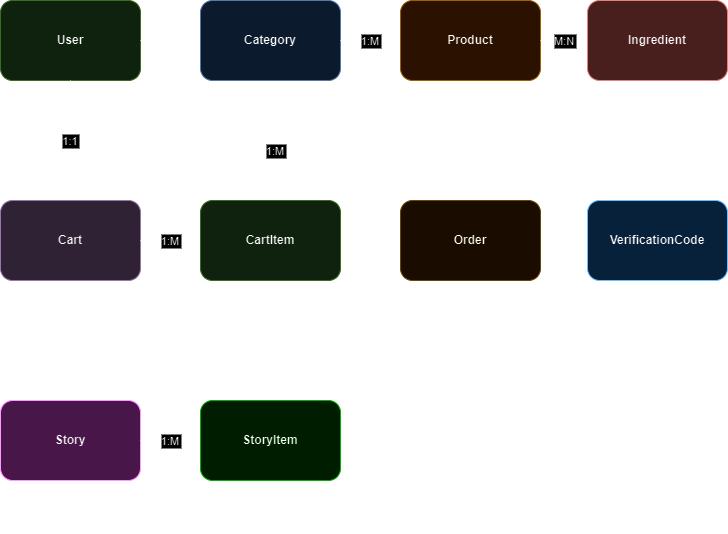 User
Category
1:M
Product
M:N
Ingredient
1:1
1:M
Cart
1:M
CartItem
Order
VerificationCode
Story
1:M
StoryItem